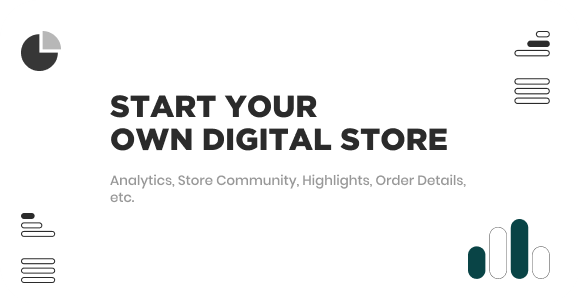 START YOUR
OWN DIGITAL STORE
Analytics, Store Community, Highlights, Order Details,
etc.